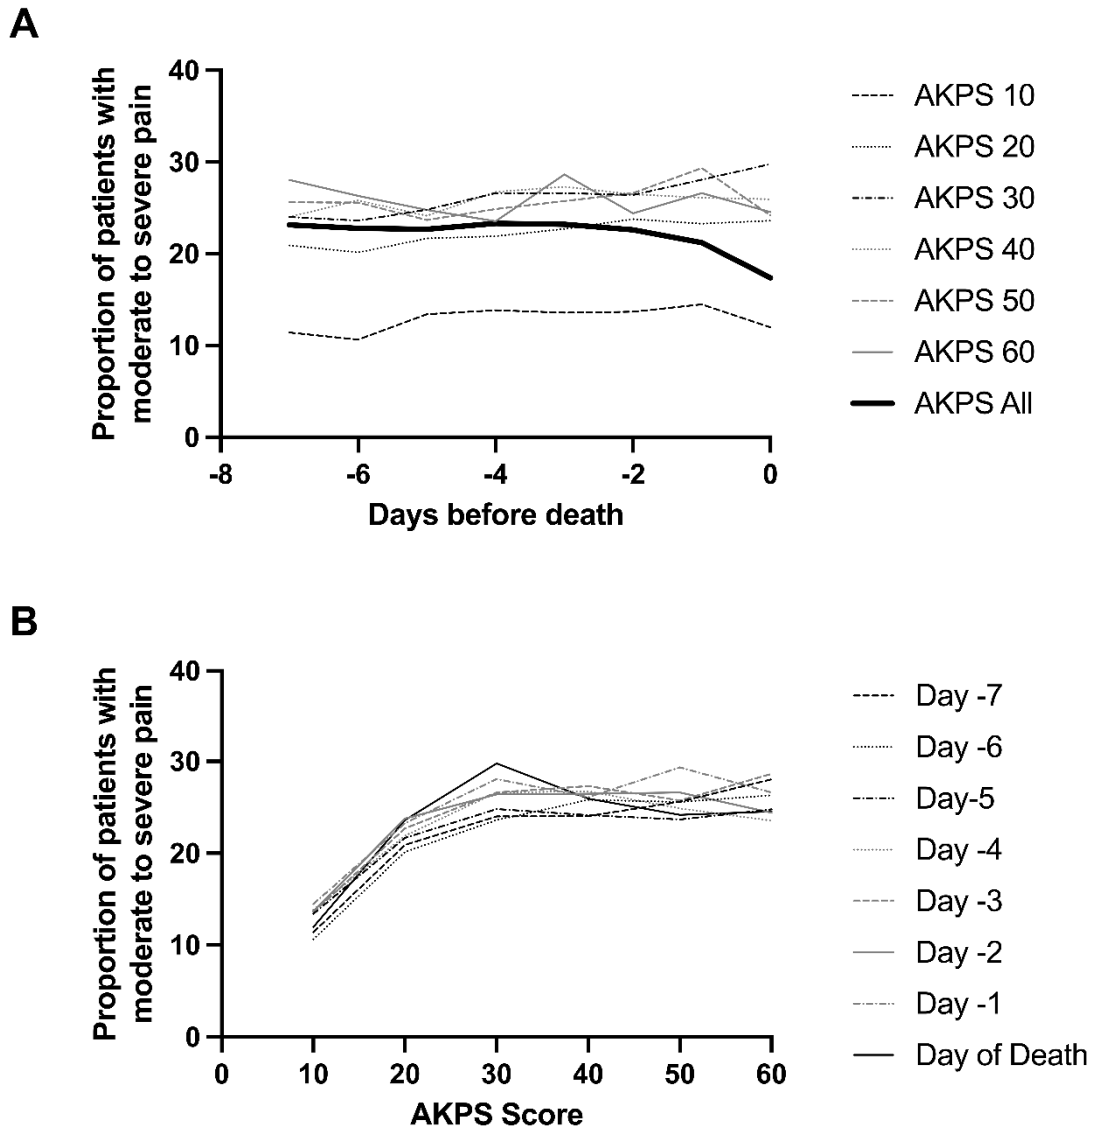 A
Proportion of patients with
moderate to severe pain
40
30
20
10
0
-8
-6
-4
-2
0
Days before death
AKPS 10
AKPS 20
AKPS 30
AKPS 40
AKPS 50
AKPS 60
AKPS All
B
Proportion of patients with
moderate to severe pain
40
30
20
10
0
0
10
20
30
40
50
60
AKPS Score
Day -7
Day -6
Day-5
Day -4
Day -3
Day -2
Day -1
Day of Death